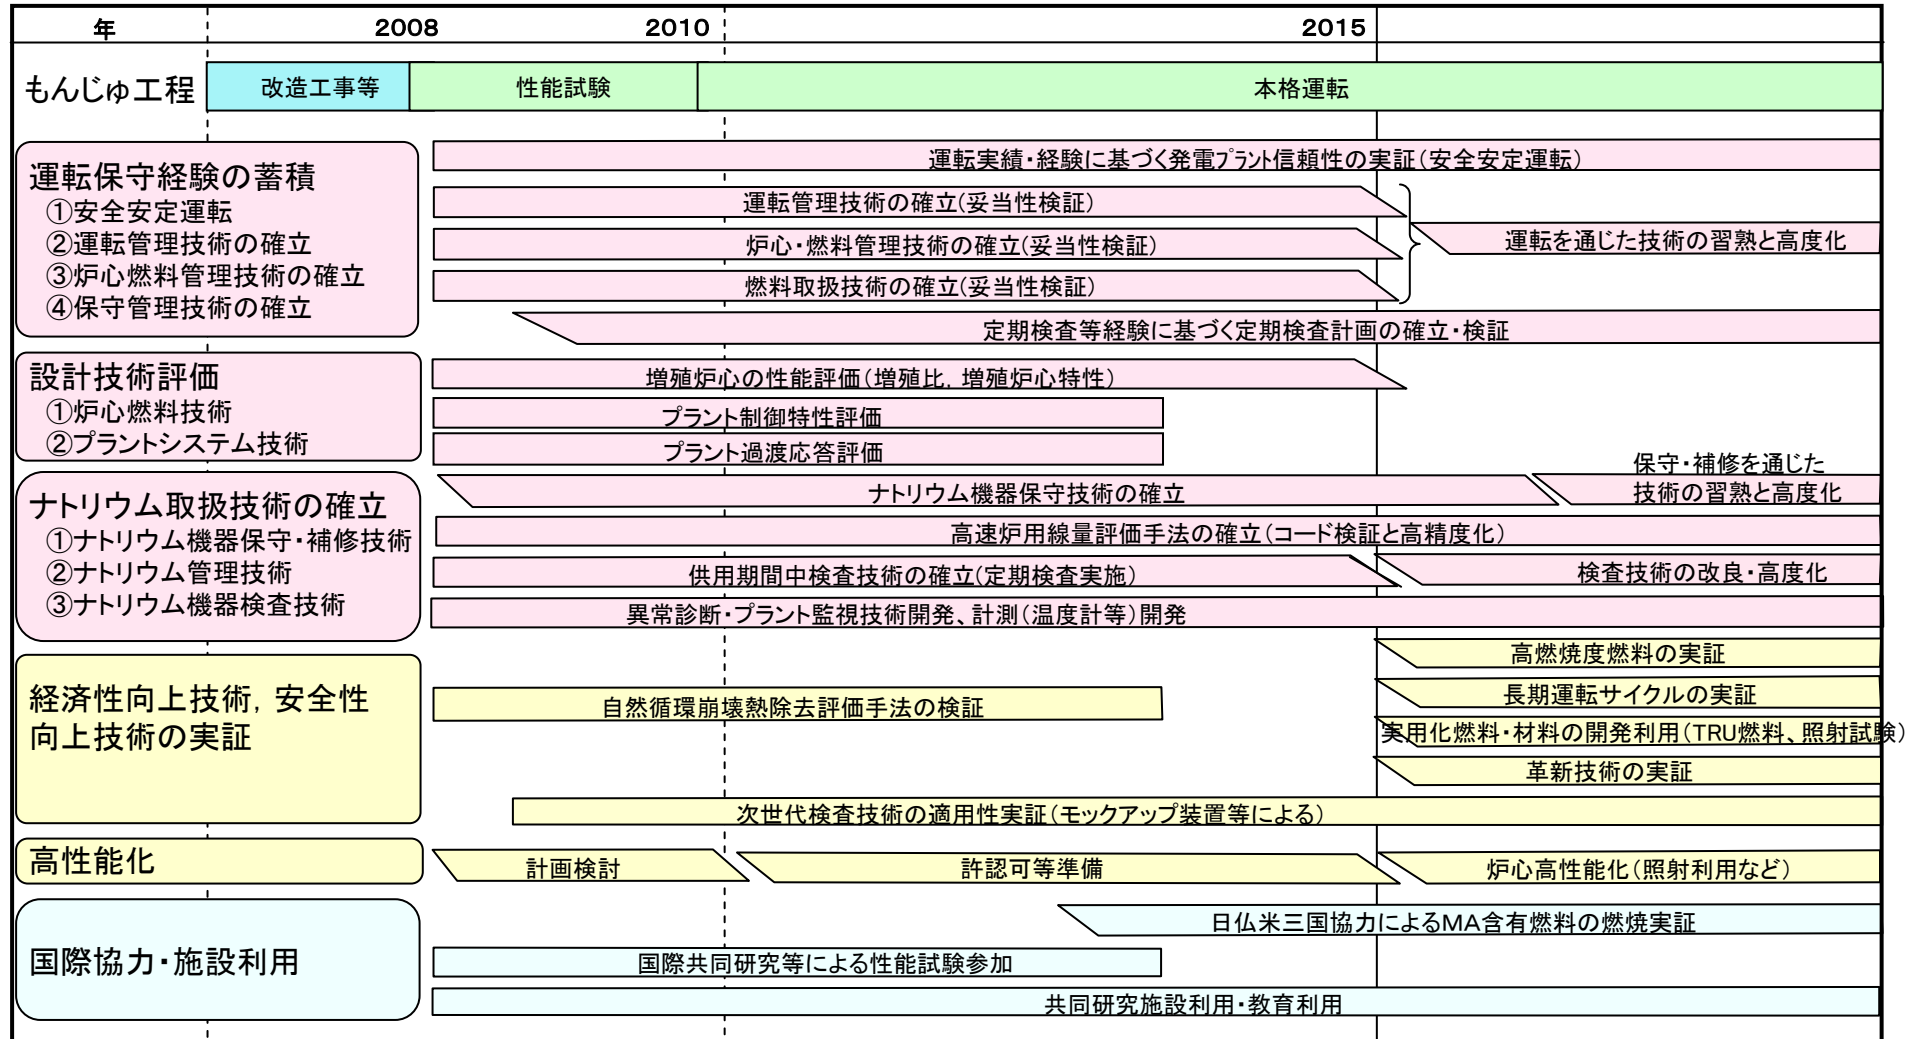 年 2008 2010 2015
もんじゅ工程 改造工事等 性能試験 本格運転
運転保守経験の蓄積
①安全安定運転
②運転管理技術の確立
③炉心燃料管理技術の確立
④保守管理技術の確立
運転実績・経験に基づく発電プラント信頼性の実証(安全安定運転)
運転管理技術の確立(妥当性検証)
炉心・燃料管理技術の確立(妥当性検証)
運転を通じた技術の習熟と高度化
燃料取扱技術の確立(妥当性検証)
定期検査等経験に基づく定期検査計画の確立・検証
設計技術評価
①炉心燃料技術
②プラントシステム技術
増殖炉心の性能評価(増殖比, 増殖炉心特性)
プラント制御特性評価
プラント過渡応答評価
ナトリウム取扱技術の確立
①ナトリウム機器保守・補修技術
②ナトリウム管理技術
③ナトリウム機器検査技術
ナトリウム機器保守技術の確立
保守・補修を通じた
技術の習熟と高度化
高速炉用線量評価手法の確立(コード検証と高精度化)
供用期間中検査技術の確立(定期検査実施)
検査技術の改良・高度化
異常診断・プラント監視技術開発、計測(温度計等)開発
経済性向上技術, 安全性
向上技術の実証
高燃焼度燃料の実証
自然循環崩壊熱除去評価手法の検証
長期運転サイクルの実証
実用化燃料・材料の開発利用(TRU燃料、照射試験)
革新技術の実証
次世代検査技術の適用性実証(モックアップ装置等による)
高性能化
計画検討
許認可等準備
炉心高性能化(照射利用など)
国際協力・施設利用
日仏米三国協力によるMA含有燃料の燃焼実証
国際共同研究等による性能試験参加
共同研究施設利用・教育利用